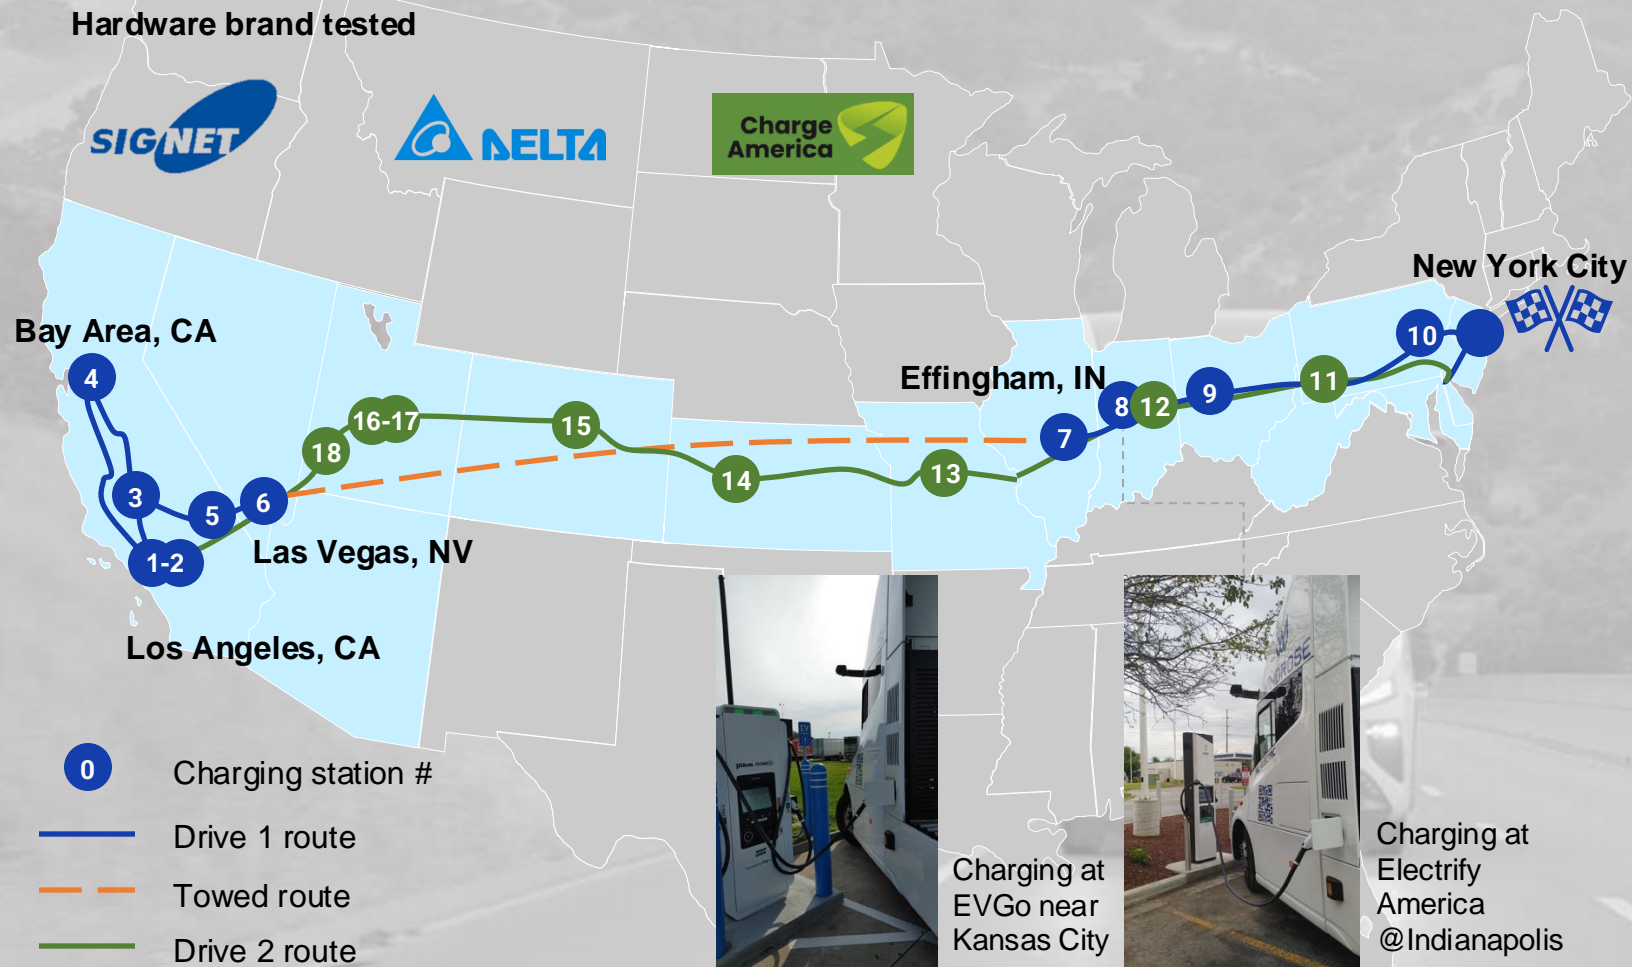 Hardware brand tested
SIGNET
DELTA
Charge
America
New York City
Bay Area, CA
10
4
Effingham, IN
11
9
8
12
16-17
15
7
18
13
14
3
6
5
Las Vegas, NV
1-2
Los Angeles, CA
0
Charging station #
Drive 1 route
Towed route
Drive 2 route
Charging at
EVGo near
Kansas City
Charging at
Electrify
America
@Indianapolis